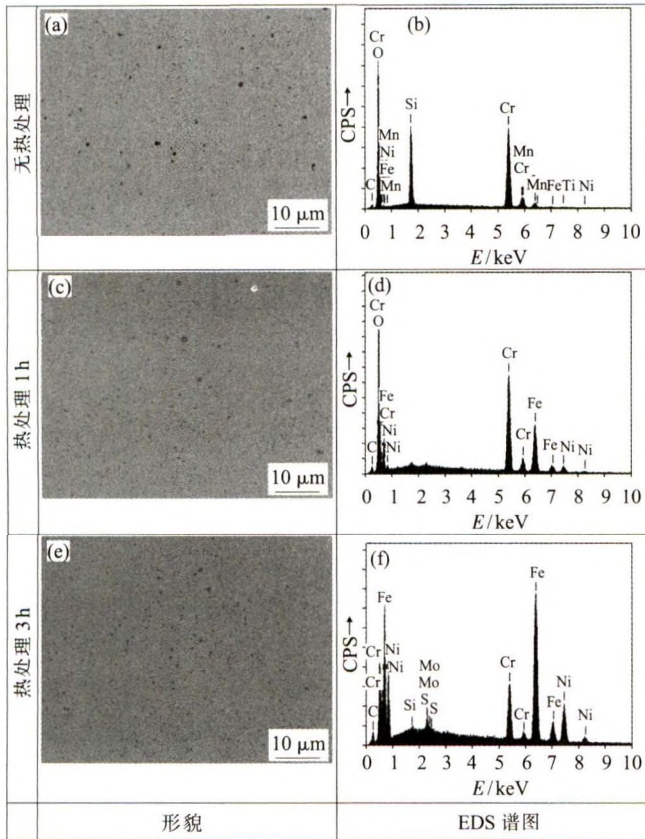 无热处理
(a)
10 μm
(b)
Cr
O
Si
Cr
Mn
Ni
Fe
Mn
C
Mn
Cr
Mn
Fe Ti Ni
CPS→
0 1 2 3 4 5 6 7 8 9 10
E/keV
热处理 1 h
(c)
10 μm
(d)
Cr
O
Cr
Fe
Cr
Ni
Ni
C
Fe
Cr
Fe Ni Ni
CPS→
0 1 2 3 4 5 6 7 8 9 10
E/keV
热处理 3 h
(e)
10 μm
(f)
Fe
Fe
Cr
Cr
C
Ni
Ni
Mo
Mo
Si
S
S
Cr
Cr
Fe
Ni
Ni
CPS→
0 1 2 3 4 5 6 7 8 9 10
E/keV
形貌
EDS 谱图